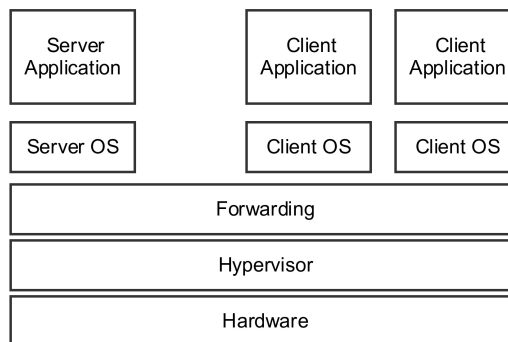 Server
Application
Client
Application
Client
Application
Server OS
Client OS
Client OS
Forwarding
Hypervisor
Hardware